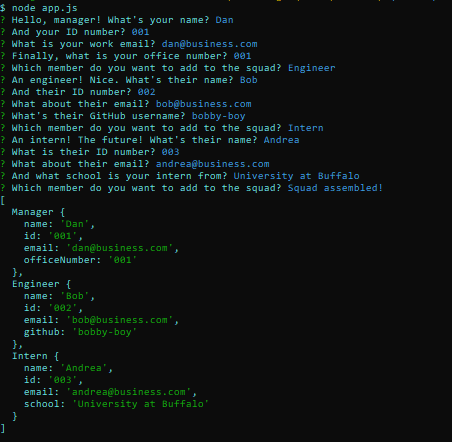 $ node app.js
? Hello, manager! What's your name? Dan
? And your ID number? 001
? What is your work email? dan@business.com
? Finally, what is your office number? 001
? Which member do you want to add to the squad? Engineer
? An engineer! Nice. What's their name? Bob
? And their ID number? 002
? What about their email? bob@business.com
? What's their GitHub username? bobby-boy
? Which member do you want to add to the squad? Intern
? An intern! The future! What's their name? Andrea
? What is their ID number? 003
? What about their email? andrea@business.com
? And what school is your intern from? University at Buffalo
? Which member do you want to add to the squad? Squad assembled!
[
  Manager {
    name: 'Dan',
    id: '001',
    email: 'dan@business.com',
    officeNumber: '001'
  },
  Engineer {
    name: 'Bob',
    id: '002',
    email: 'bob@business.com',
    github: 'bobby-boy'
  },
  Intern {
    name: 'Andrea',
    id: '003',
    email: 'andrea@business.com',
    school: 'University at Buffalo'
  }
]